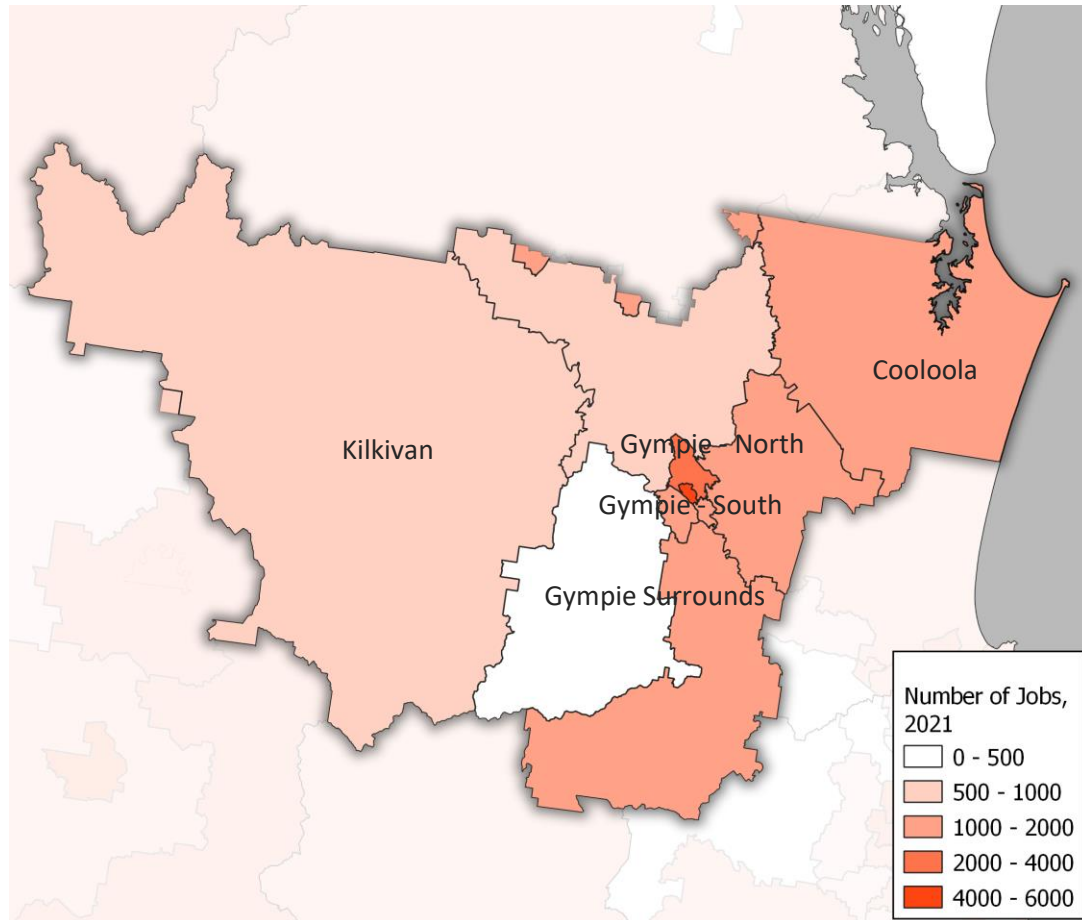 Cooloola
Gympie - North
Kilkivan
Gympie - South
Gympie Surrounds
Number of Jobs,
2021
0 - 500
500 - 1000
1000 - 2000
2000 - 4000
4000 - 6000